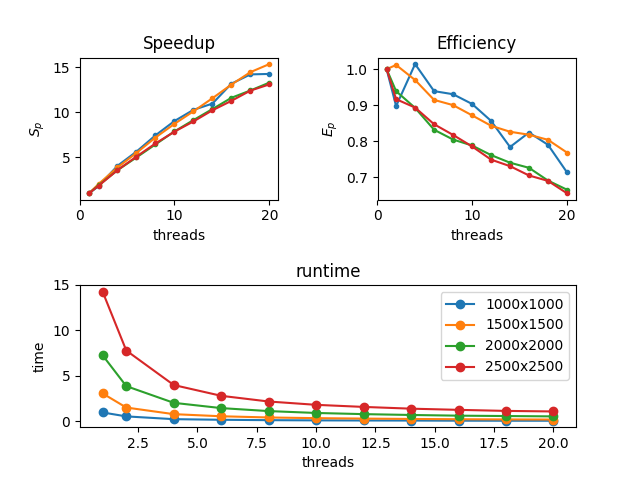 Speedup
15
10
5
S_p
0 10 20
threads
Efficiency
1.0
0.9
0.8
0.7
E_p
0 10 20
threads
runtime
15
10
5
0
time
1000x1000
1500x1500
2000x2000
2500x2500
2.5 5.0 7.5 10.0 12.5 15.0 17.5 20.0
threads